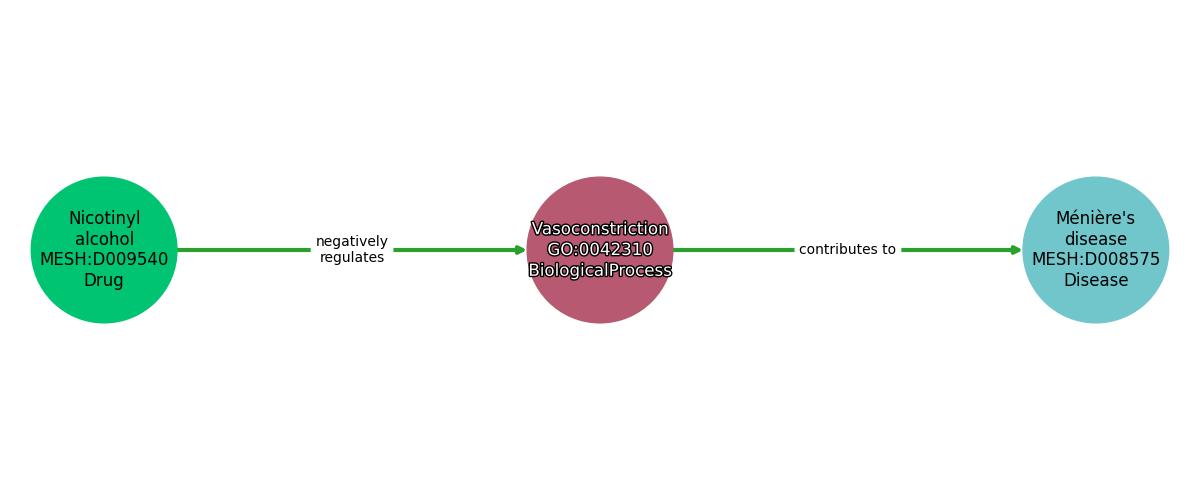 Nicotinyl
alcohol
MESH:D009540
Drug
negatively
regulates
Vasoconstriction
GO:0042310
BiologicalProcess
contributes to
Ménière's
disease
MESH:D008575
Disease